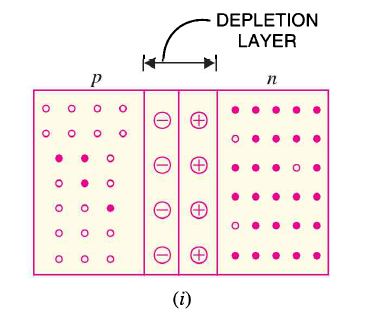 DEPLETION
LAYER
p
n
− +
− +
− +
− +
(i)